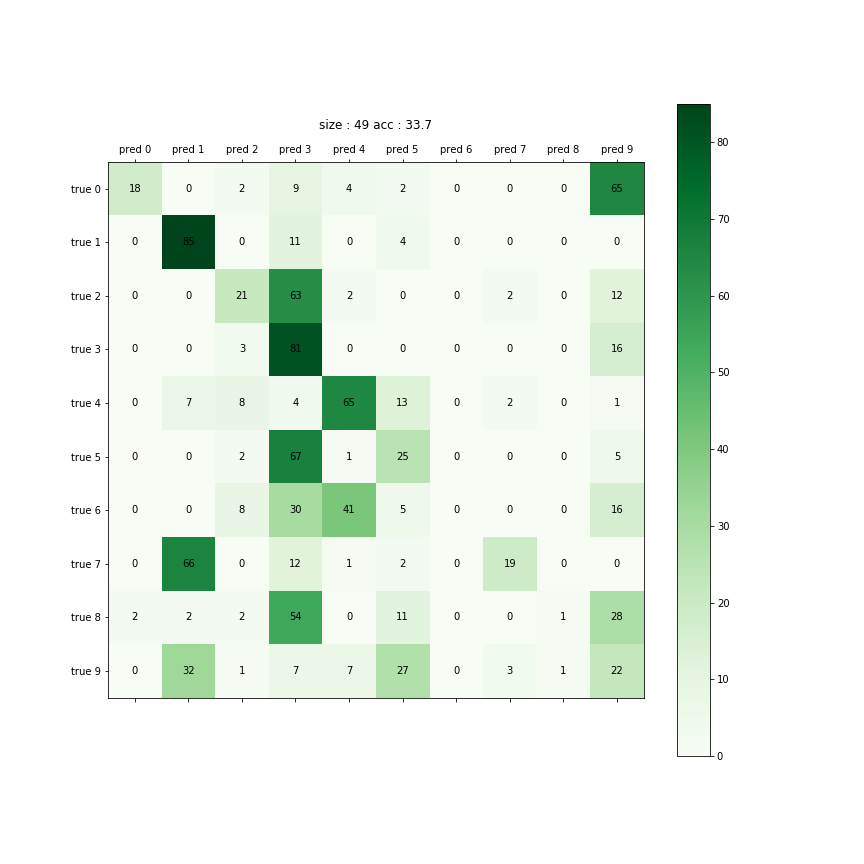 size : 49 acc : 33.7
pred 0 pred 1 pred 2 pred 3 pred 4 pred 5 pred 6 pred 7 pred 8 pred 9
true 0 18 0 2 9 4 2 0 0 0 65
true 1 0 85 0 11 0 4 0 0 0 0
true 2 0 0 21 63 2 0 0 2 0 12
true 3 0 0 3 81 0 0 0 0 0 16
true 4 0 7 8 4 65 13 0 2 0 1
true 5 0 0 2 67 1 25 0 0 0 5
true 6 0 0 8 30 41 5 0 0 0 16
true 7 0 66 0 12 1 2 0 19 0 0
true 8 2 2 2 54 0 11 0 0 1 28
true 9 0 32 1 7 7 27 0 3 1 22
80
70
60
50
40
30
20
10
0